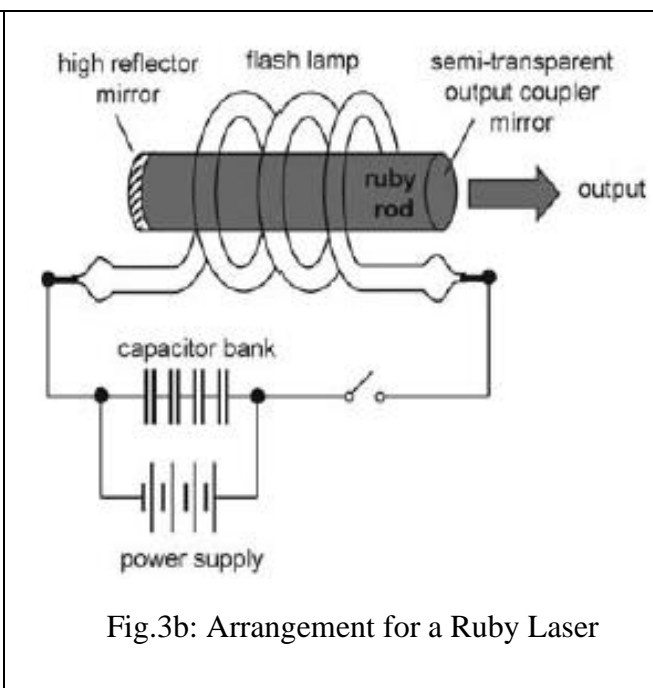 high reflector
mirror
flash lamp
semi-transparent
output coupler
mirror
ruby
rod
output
capacitor bank
power supply
Fig.3b: Arrangement for a Ruby Laser